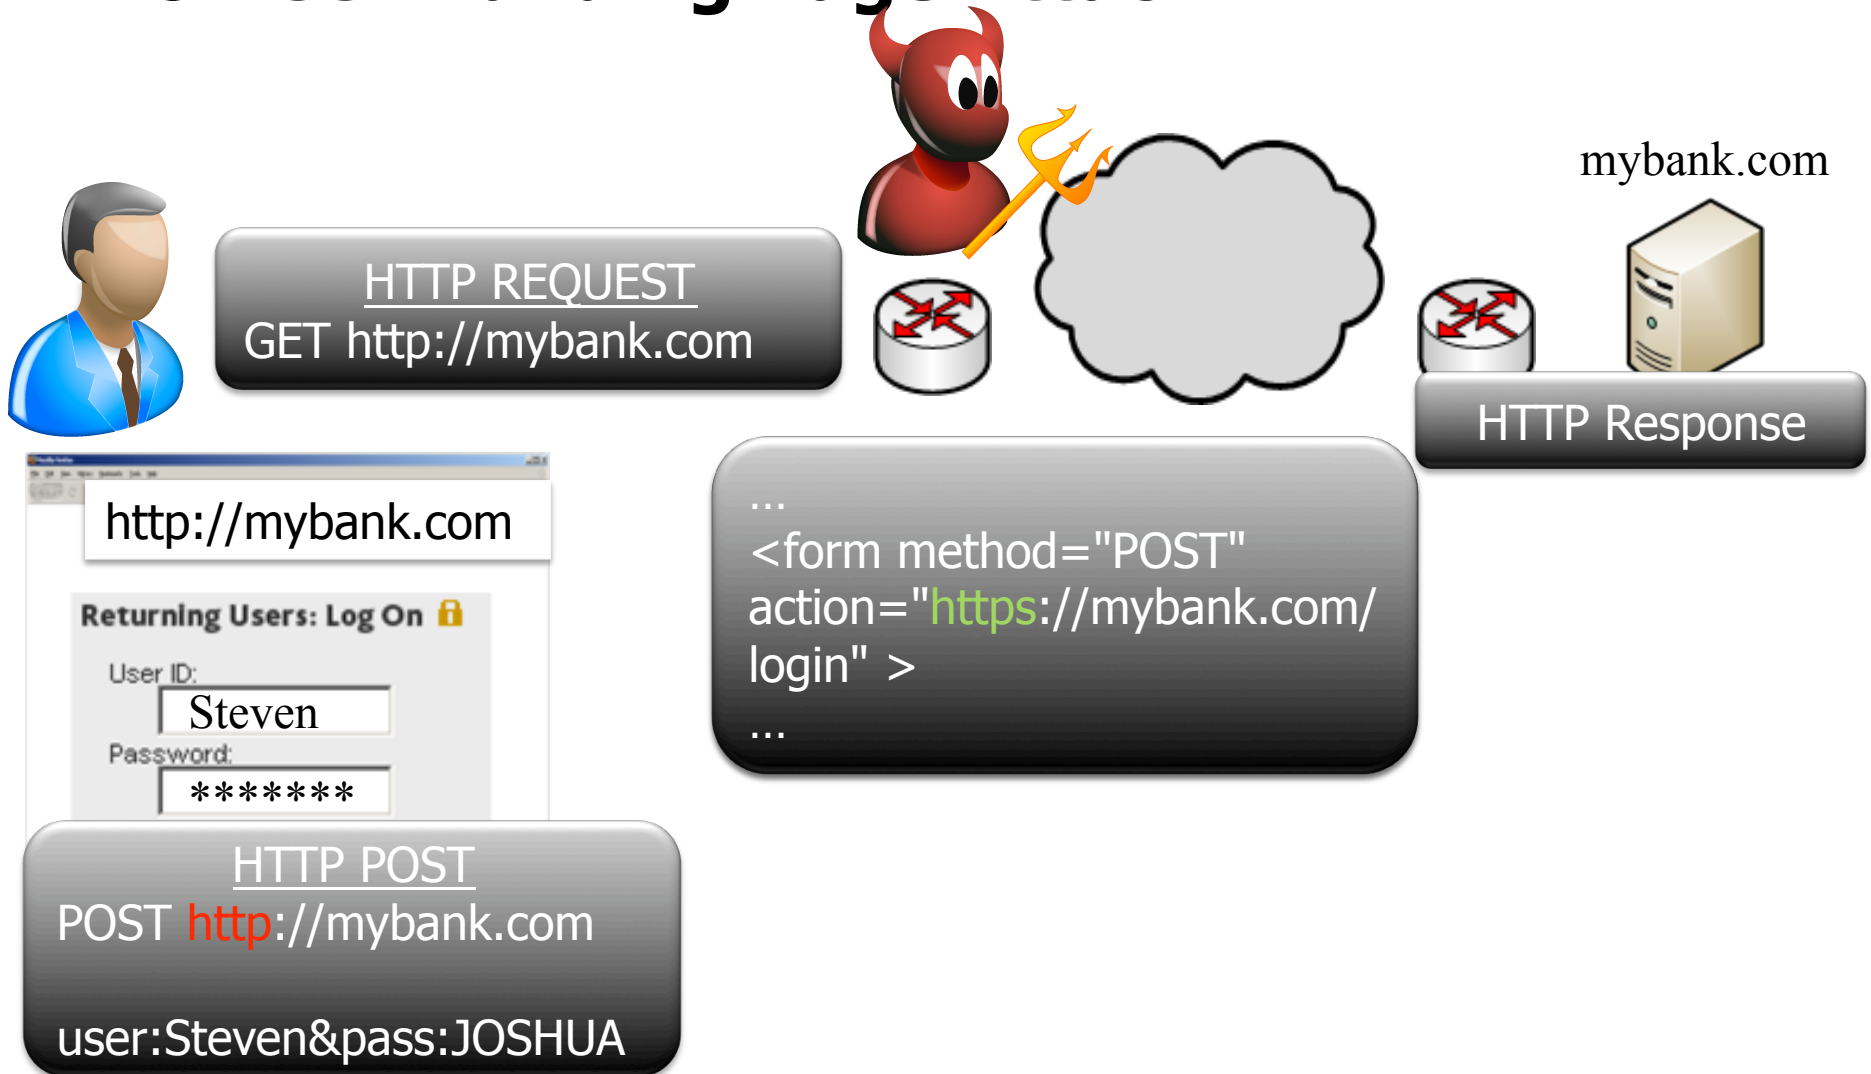 mybank.com
HTTP REQUEST
GET http://mybank.com
HTTP Response
http://mybank.com
Returning Users: Log On
User ID:
Steven
Password:
*******
...
<form method="POST"
action="https://mybank.com/
login" >
...
HTTP POST
POST http://mybank.com
user:Steven&pass:JOSHUA